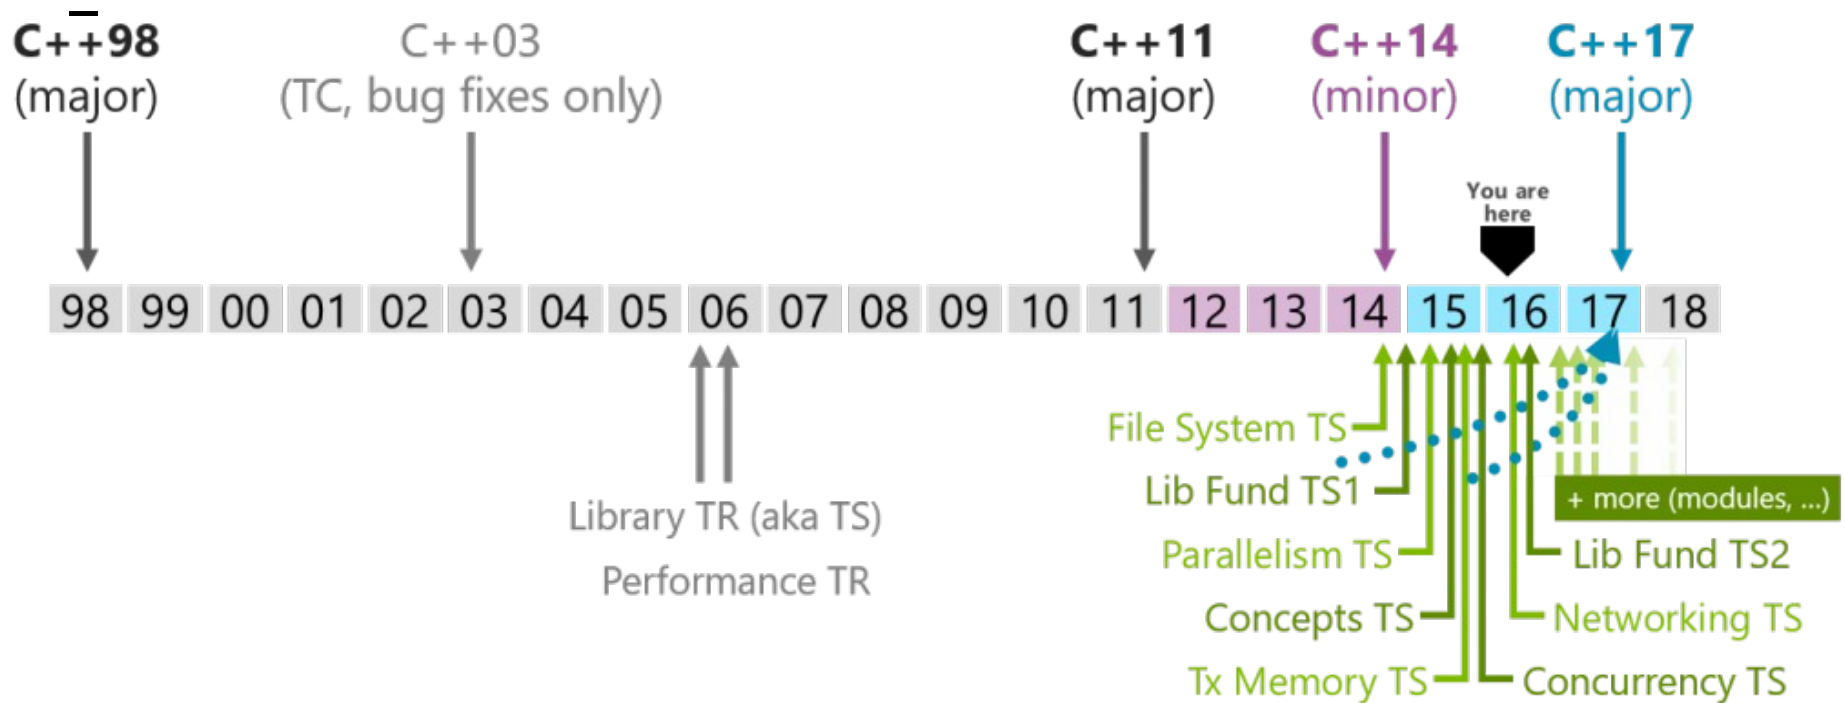 C++98
(major)
C++03
(TC, bug fixes only)
C++11
(major)
C++14
(minor)
C++17
(major)
You are
here
98 99 00 01 02 03 04 05 06 07 08 09 10 11 12 13 14 15 16 17 18
File System TS
Lib Fund TS1
+ more (modules, ...)
Library TR (aka TS)
Parallelism TS
Lib Fund TS2
Performance TR
Concepts TS
Networking TS
Tx Memory TS
Concurrency TS